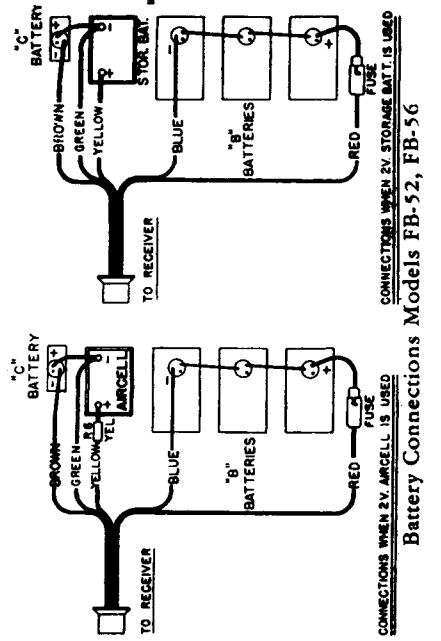 "C"
BATTERY
+
-
BROWN
GREEN
YELLOW
R6
YEL
-
+
AIRCELL
BLUE
-
"B"
BATTERIES
+
RED
FUSE
TO RECEIVER
CONNECTIONS WHEN 2V. AIRCELL IS USED
"C"
BATTERY
+
-
BROWN
GREEN
YELLOW
-
+
STOR. BAT.
BLUE
-
"B"
BATTERIES
+
RED
FUSE
TO RECEIVER
CONNECTIONS WHEN 2V. STORAGE BATT. IS USED
Battery Connections Models FB-52, FB-56